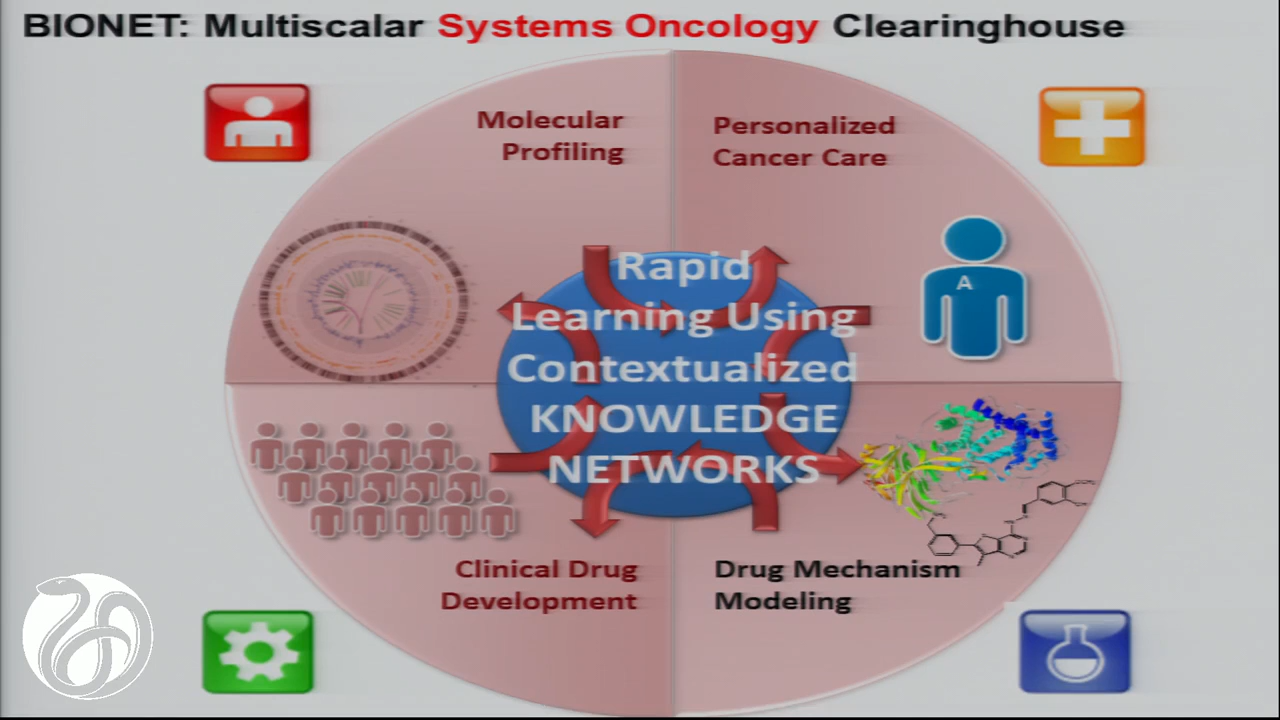 BIONET: Multiscalar Systems Oncology Clearinghouse
Molecular
Profiling
Personalized
Cancer Care
A
Rapid
Learning Using
Contextualized
KNOWLEDGE
NETWORKS
Clinical Drug
Development
Drug Mechanism
Modeling